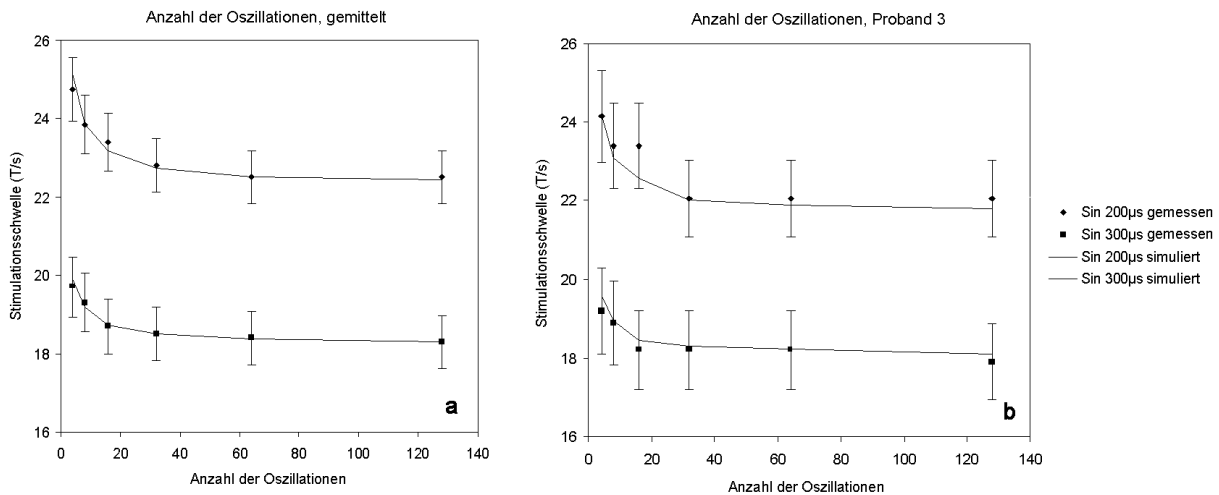 Anzahl der Oszillationen, gemittelt
26
24
22
20
18
16
Stimulationsschwelle (T/s)
0 20 40 60 80 100 120 140
Anzahl der Oszillationen
a
Anzahl der Oszillationen, Proband 3
26
24
22
20
18
16
Stimulationsschwelle (T/s)
0 20 40 60 80 100 120 140
Anzahl der Oszillationen
b
Sin 200µs gemessen
Sin 300µs gemessen
Sin 200µs simuliert
Sin 300µs simuliert